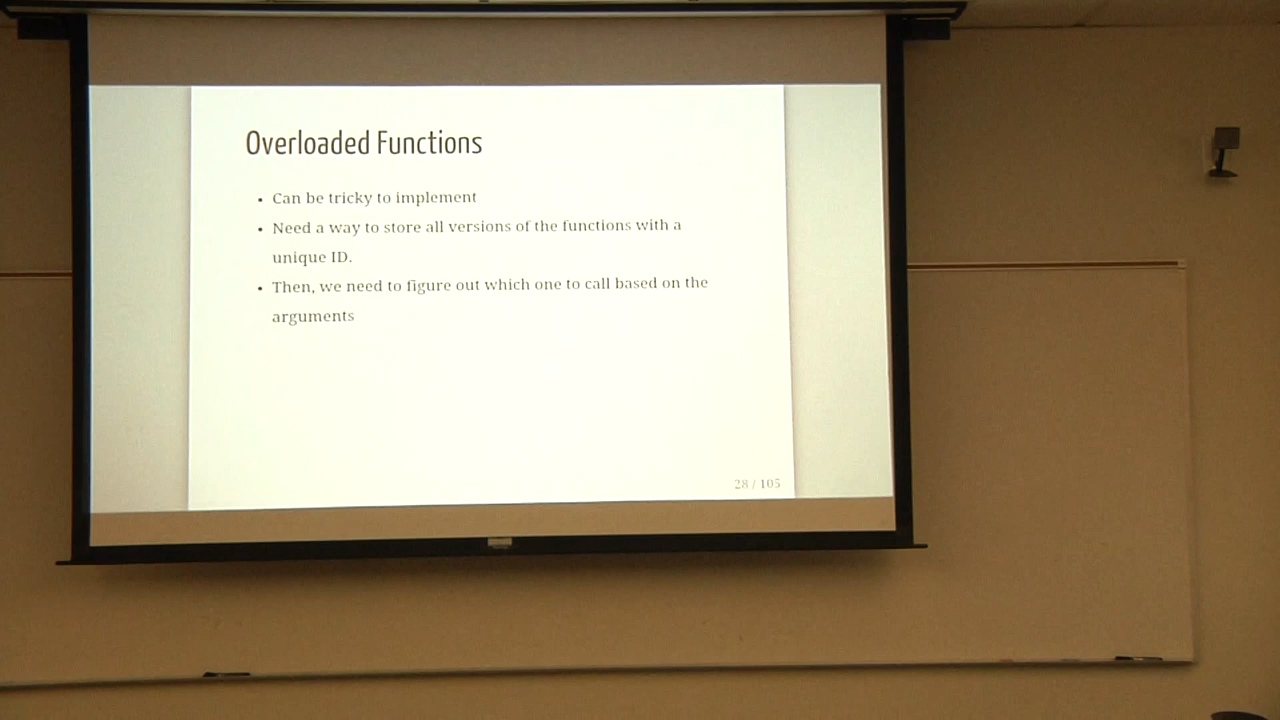 Overloaded Functions
• Can be tricky to implement
• Need a way to store all versions of the functions with a
unique ID.
• Then, we need to figure out which one to call based on the
arguments
28 / 105